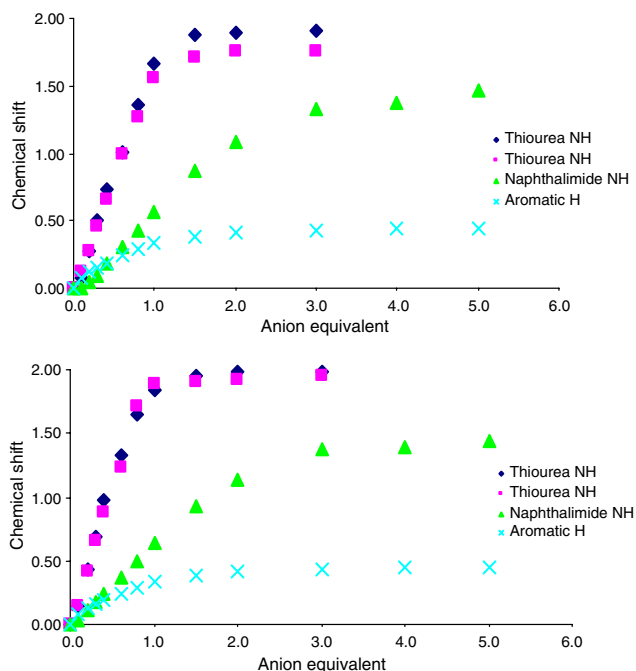 2.00
1.50
1.00
0.50
0.00
Chemical shift
0.0 1.0 2.0 3.0 4.0 5.0 6.0
Anion equivalent
Thiourea NH
Thiourea NH
Naphthalimide NH
Aromatic H
2.00
1.50
1.00
0.50
0.00
Chemical shift
0.0 1.0 2.0 3.0 4.0 5.0 6.0
Anion equivalent
Thiourea NH
Thiourea NH
Naphthalimide NH
Aromatic H